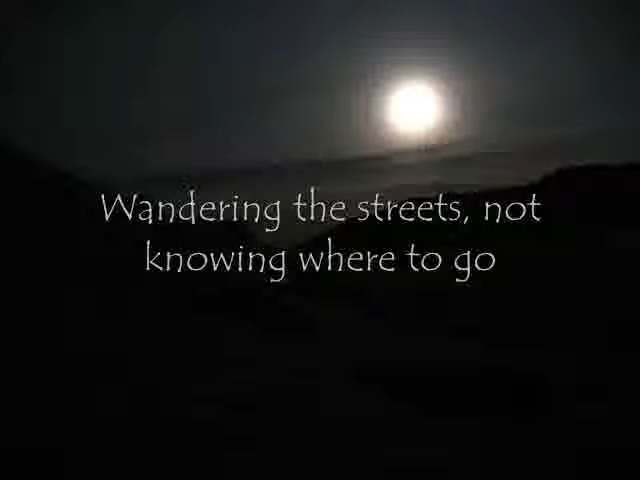 Wandering the streets, not
knowing where to go